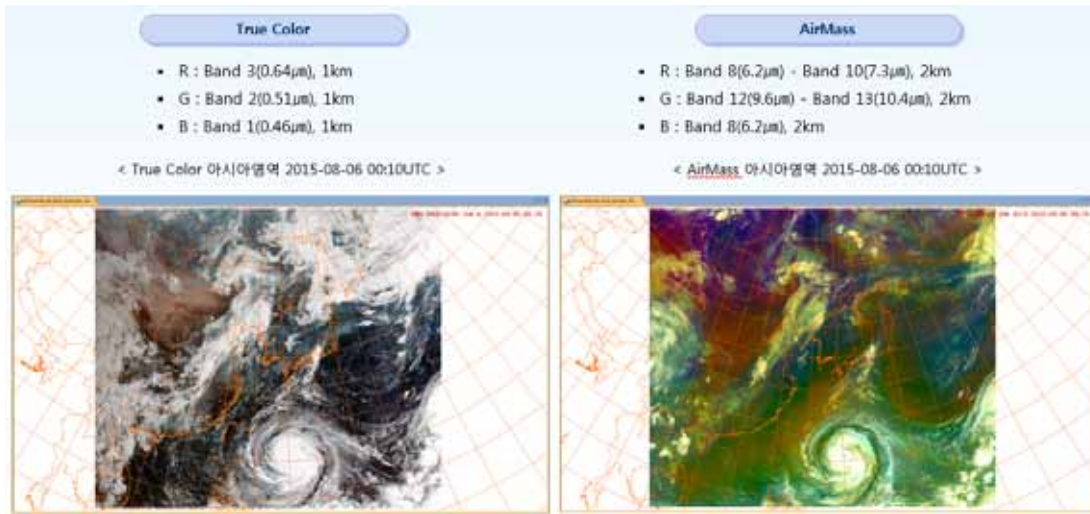 True Color
R : Band 3(0.64㎛), 1km
G : Band 2(0.51㎛), 1km
B : Band 1(0.46㎛), 1km
< True Color 아시아영역 2015-08-06 00:10UTC >
AirMass
R : Band 8(6.2㎛) - Band 10(7.3㎛), 2km
G : Band 12(9.6㎛) - Band 13(10.4㎛), 2km
B : Band 8(6.2㎛), 2km
< AirMass 아시아영역 2015-08-06 00:10UTC >